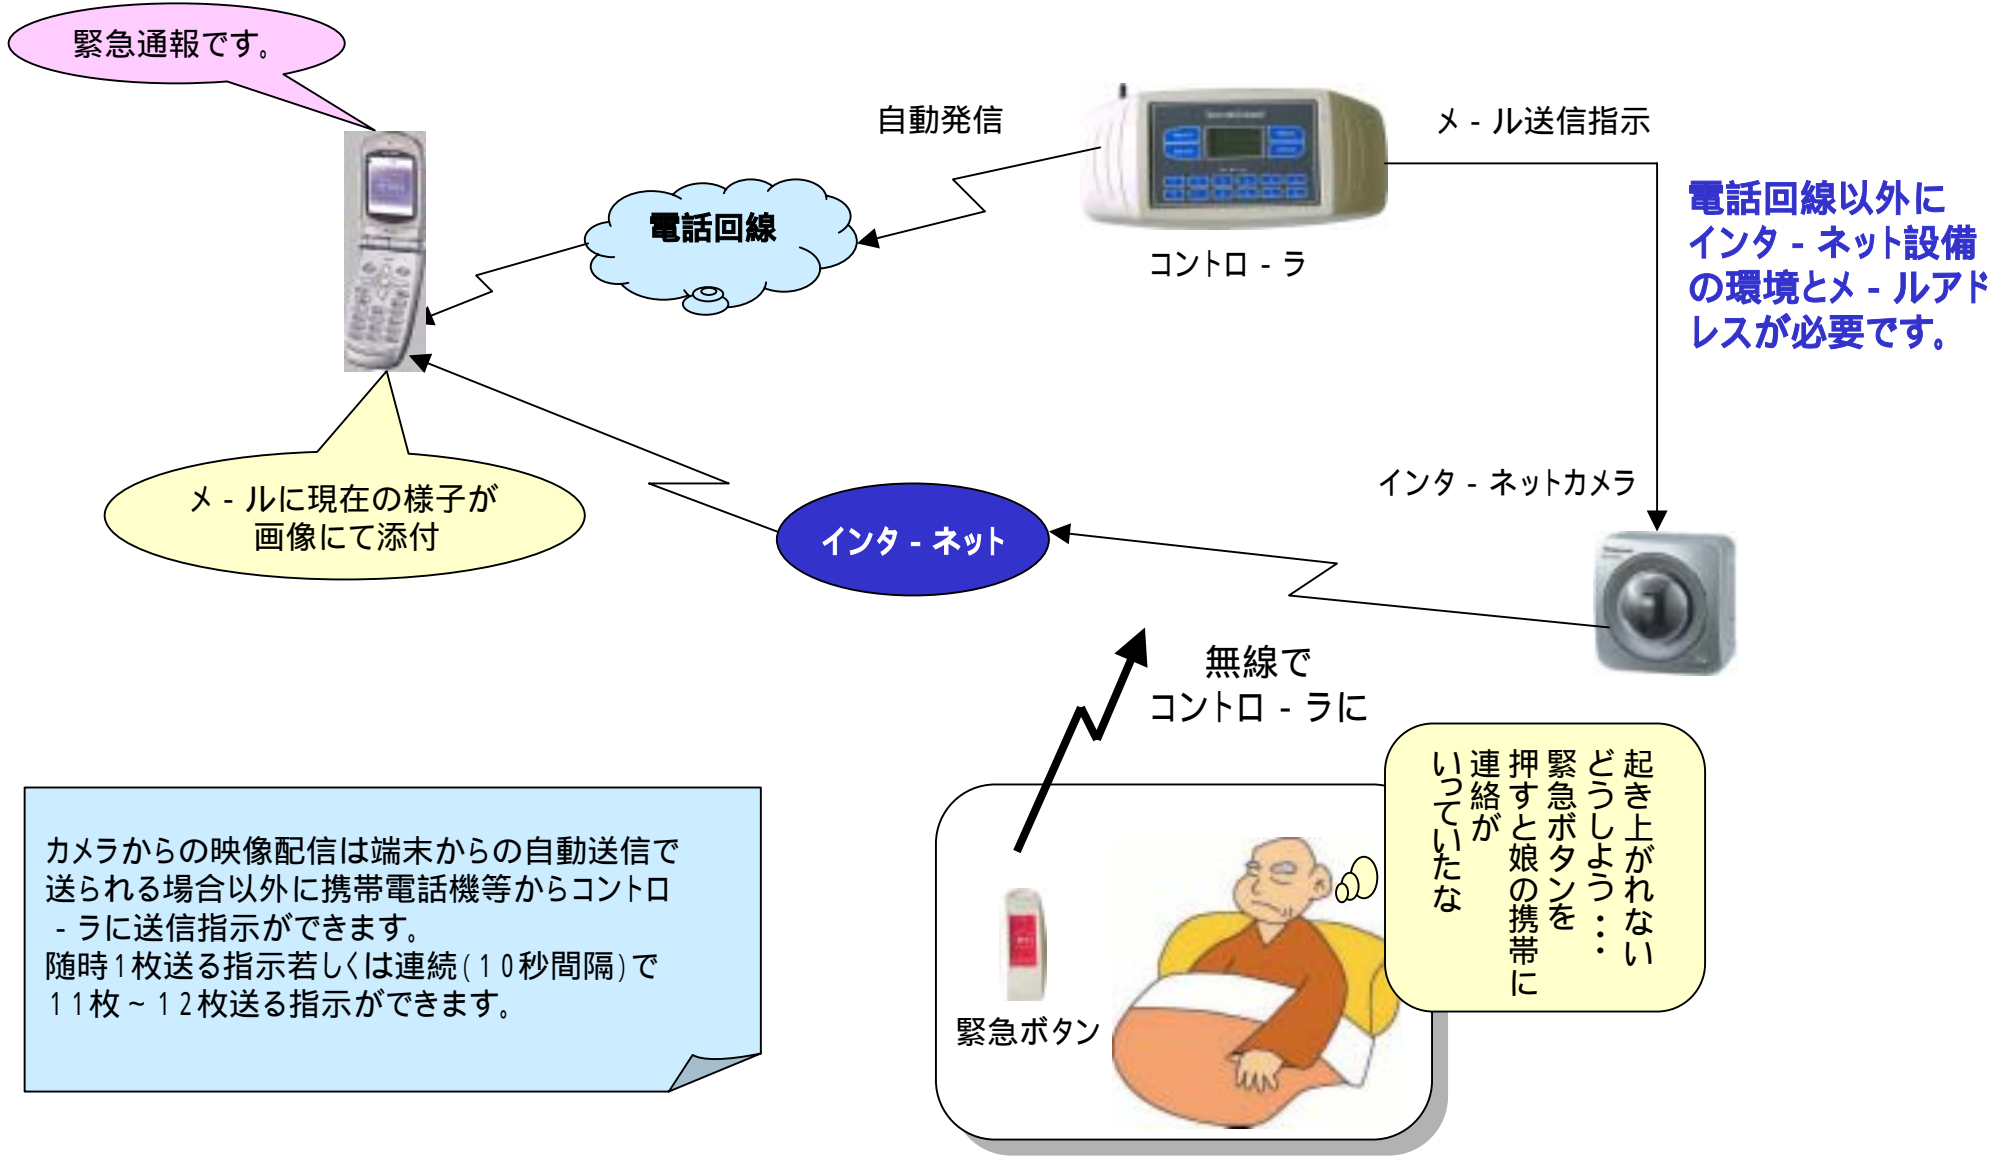 緊急通報です。
自動発信
メ-ル送信指示
電話回線
コントロ-ラ
電話回線以外に
インタ-ネット設備
の環境とメ-ルアド
レスが必要です。
メ-ルに現在の様子が
画像にて添付
インタ-ネット
インタ-ネットカメラ
無線で
コントロ-ラに
起き上がれない
どうしよう・・・
緊急ボタンを
押すと娘の携帯に
連絡が
いっていたな
カメラからの映像配信は端末からの自動送信で
送られる場合以外に携帯電話機等からコントロ
-ラに送信指示ができます。
随時1枚送る指示若しくは連続(10秒間隔)で
11枚~12枚送る指示ができます。
緊急ボタン